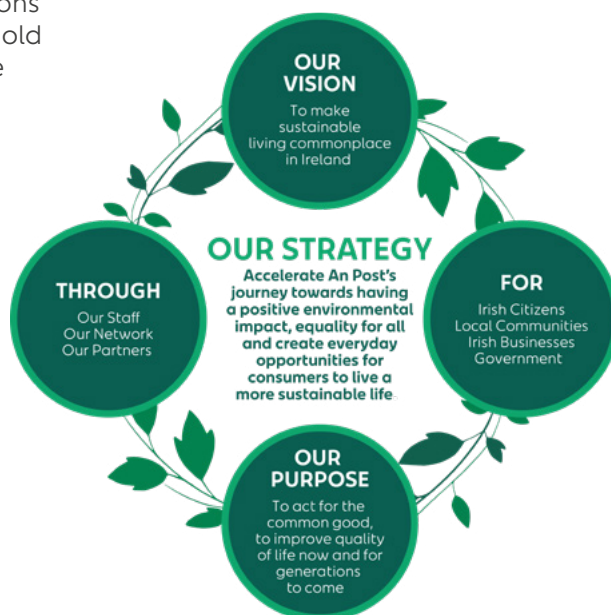 ons
old
e
OUR
VISION
To make
sustainable
living commonplace
in Ireland
THROUGH
Our Staff
Our Network
Our Partners
OUR STRATEGY
Accelerate An Post's
journey towards having
a positive environmental
impact, equality for all
and create everyday
opportunities for
consumers to live a
more sustainable life
FOR
Irish Citizens
Local Communities
Irish Businesses
Government
OUR
PURPOSE
To act for the
common good,
to improve quality
of life now and for
generations
to come